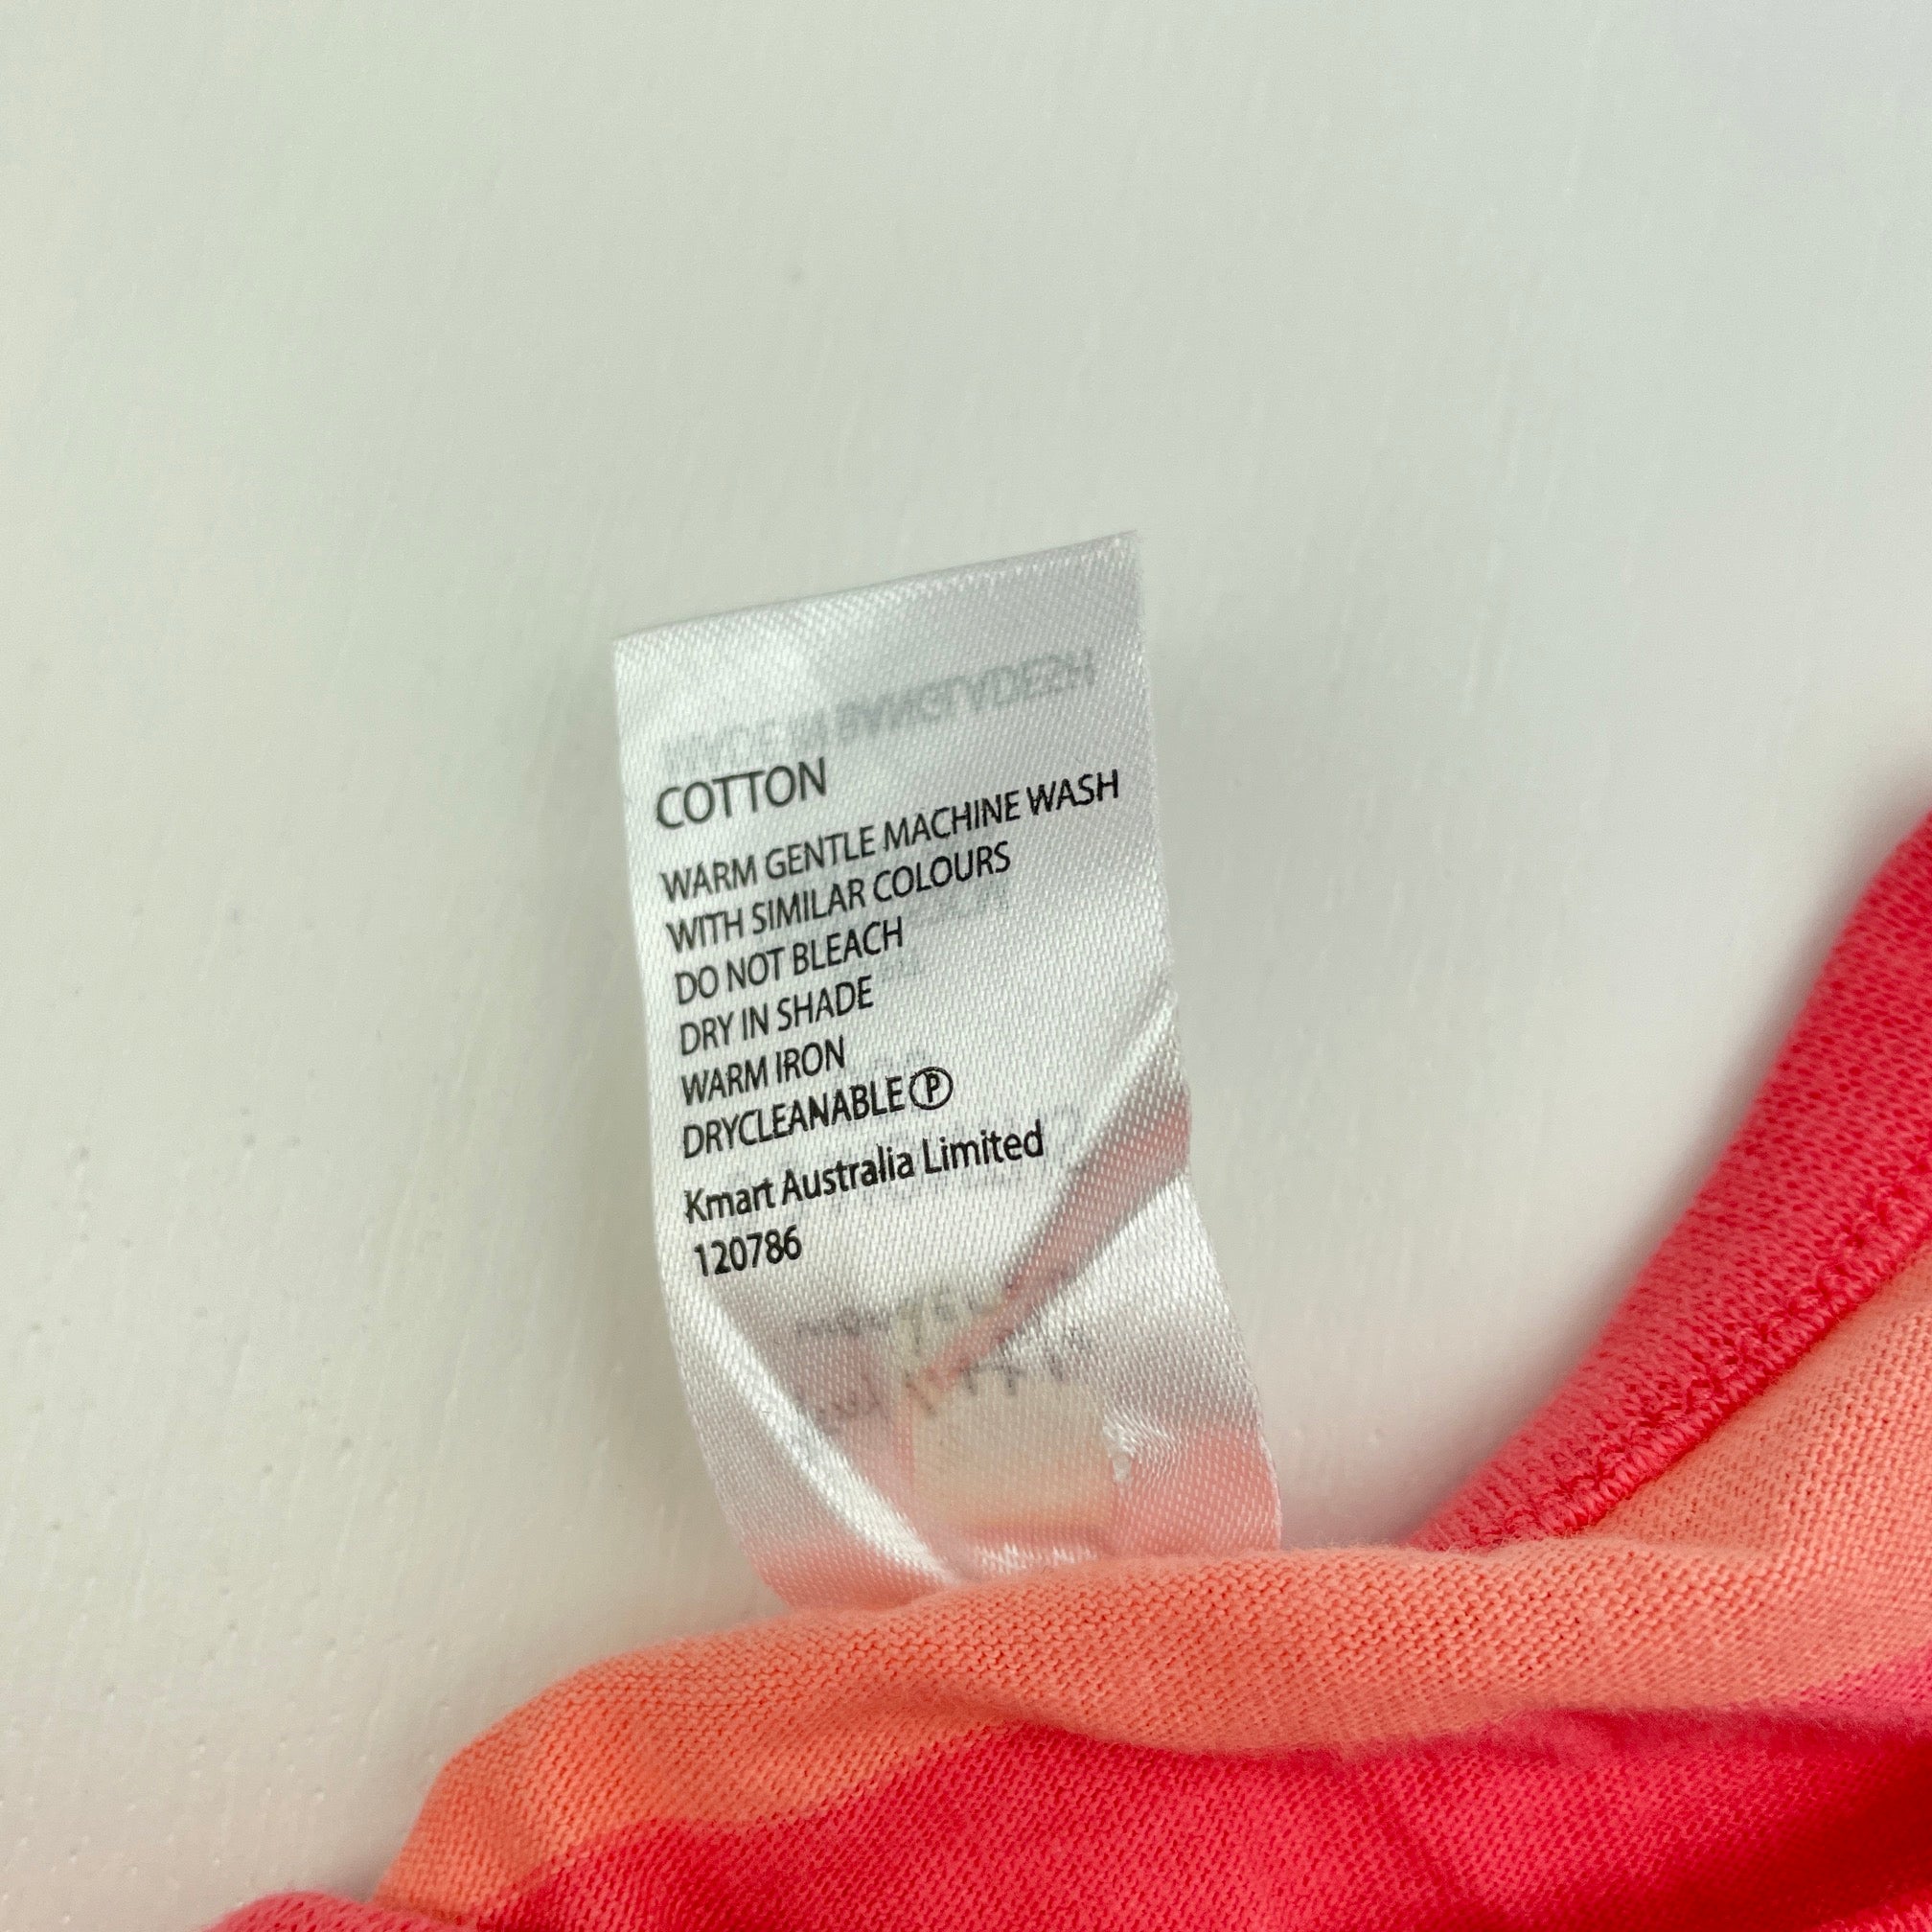 COTTON
WARM GENTLE MACHINE WASH
WITH SIMILAR COLOURS
DO NOT BLEACH
DRY IN SHADE
WARM IRON
DRYCLEANABLE Ⓟ
Kmart Australia Limited
120786